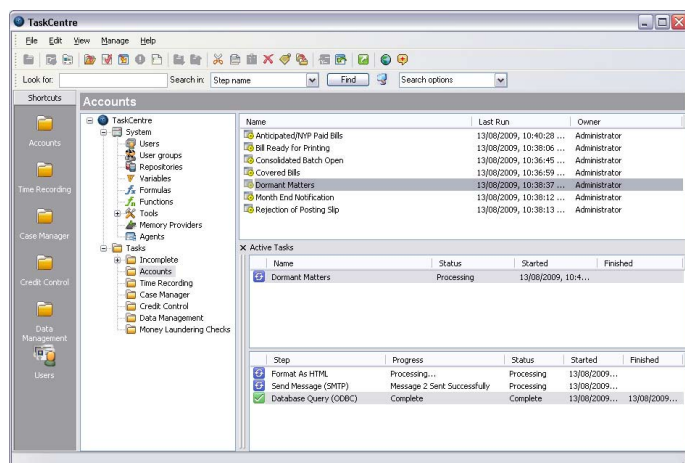 TaskCentre
File Edit View Manage Help
Look for: Search in: Step name Find Search options
Shortcuts
Accounts
Time Recording
Case Manager
Credit Control
Data Management
Users
Accounts
TaskCentre
System
Users
User groups
Repositories
Variables
Formulas
Functions
Tools
Memory Providers
Agents
Tasks
Incomplete
Accounts
Time Recording
Case Manager
Credit Control
Data Management
Money Laundering Checks
Name Last Run Owner
Anticipated/NYP Paid Bills 13/08/2009, 10:40:28 ... Administrator
Bill Ready for Printing 13/08/2009, 10:38:06 ... Administrator
Consolidated Batch Open 13/08/2009, 10:36:45 ... Administrator
Covered Bills 13/08/2009, 10:36:59 ... Administrator
Dormant Matters 13/08/2009, 10:38:37 ... Administrator
Month End Notification 13/08/2009, 10:38:12 ... Administrator
Rejection of Posting Slip 13/08/2009, 10:38:13 ... Administrator
Active Tasks
Name Status Started Finished
Dormant Matters Processing 13/08/2009, 10:4...
Step Progress Status Started Finished
Format As HTML Processing... Processing 13/08/2009...
Send Message (SMTP) Message 2 Sent Successfully Processing 13/08/2009...
Database Query (ODBC) Complete Complete 13/08/2009... 13/08/2009...